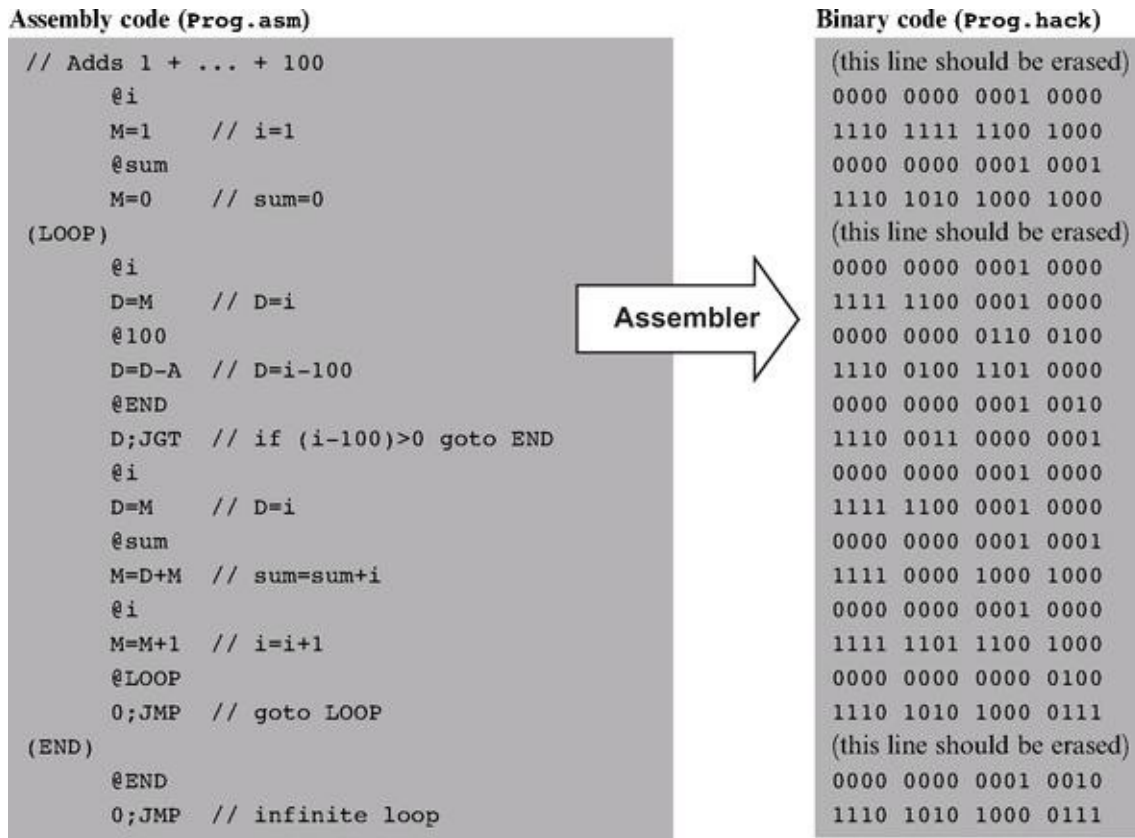 Assembly code (Prog.asm)
// Adds 1 + ... + 100
@i
M=1 // i=1
@sum
M=0 // sum=0
(LOOP)
@i
D=M // D=i
@100
D=D-A // D=i-100
@END
D;JGT // if (i-100)>0 goto END
@i
D=M // D=i
@sum
M=D+M // sum=sum+i
@i
M=M+1 // i=i+1
@LOOP
0;JMP // goto LOOP
(END)
@END
0;JMP // infinite loop
Assembler
Binary code (Prog.hack)
(this line should be erased)
0000 0000 0001 0000
1110 1111 1100 1000
0000 0000 0001 0001
1110 1010 1000 1000
(this line should be erased)
0000 0000 0001 0000
1111 1100 0001 0000
0000 0000 0110 0100
1110 0100 1101 0000
0000 0000 0001 0010
1110 0011 0000 0001
0000 0000 0001 0000
1111 1100 0001 0000
0000 0000 0001 0001
1111 0000 1000 1000
0000 0000 0001 0000
1111 1101 1100 1000
0000 0000 0000 0100
1110 1010 1000 0111
(this line should be erased)
0000 0000 0001 0010
1110 1010 1000 0111